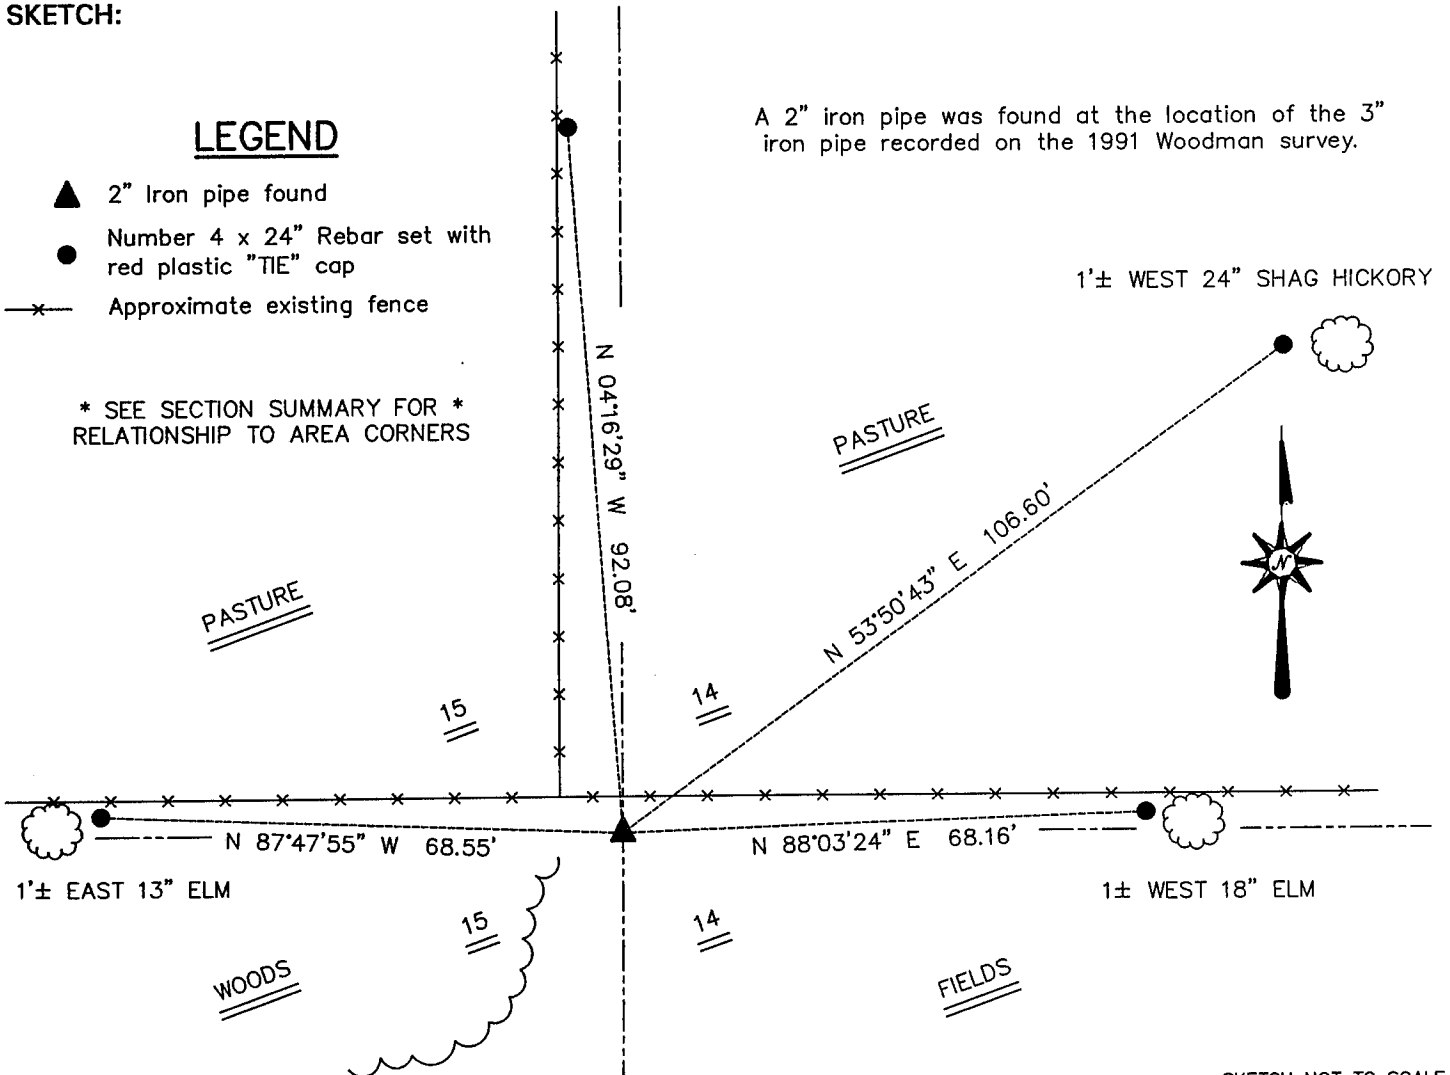 SKETCH:
LEGEND
2" Iron pipe found
Number 4 x 24" Rebar set with
red plastic "TIE" cap
Approximate existing fence
* SEE SECTION SUMMARY FOR *
RELATIONSHIP TO AREA CORNERS
A 2" iron pipe was found at the location of the 3"
iron pipe recorded on the 1991 Woodman survey.
1'± WEST 24" SHAG HICKORY
N 04°16'29" W 92.08'
PASTURE
N 53°50'43" E 106.60'
N
PASTURE
15
14
N 87°47'55" W 68.55'
N 88°03'24" E 68.16'
1'± EAST 13" ELM
1± WEST 18" ELM
15
14
WOODS
FIELDS
SKETCH NOT TO SCALE